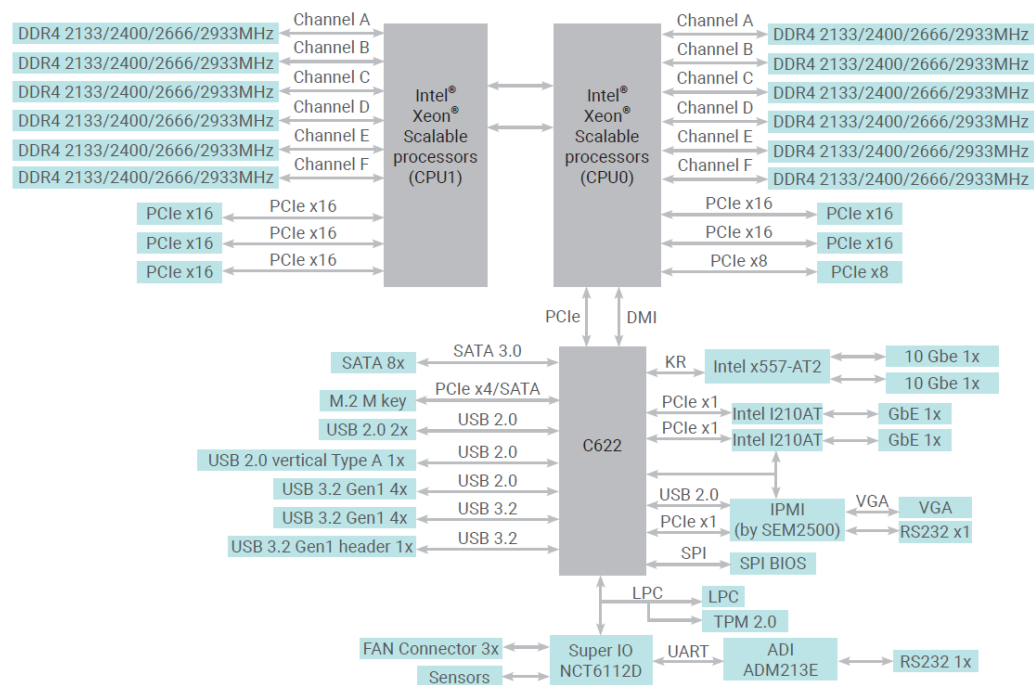 Channel A
DDR4 2133/2400/2666/2933MHz
Channel B
DDR4 2133/2400/2666/2933MHz
Channel C
DDR4 2133/2400/2666/2933MHz
Channel D
DDR4 2133/2400/2666/2933MHz
Channel E
DDR4 2133/2400/2666/2933MHz
Channel F
DDR4 2133/2400/2666/2933MHz
PCIe x16
PCIe x16
PCIe x16
PCIe x16
PCIe x16
PCIe x16
Intel®
Xeon®
Scalable
processors
(CPU1)
Intel®
Xeon®
Scalable
processors
(CPU0)
Channel A
DDR4 2133/2400/2666/2933MHz
Channel B
DDR4 2133/2400/2666/2933MHz
Channel C
DDR4 2133/2400/2666/2933MHz
Channel D
DDR4 2133/2400/2666/2933MHz
Channel E
DDR4 2133/2400/2666/2933MHz
Channel F
DDR4 2133/2400/2666/2933MHz
PCIe x16
PCIe x16
PCIe x16
PCIe x16
PCIe x8
PCIe x8
PCIe
DMI
SATA 3.0
SATA 8x
PCIe x4/SATA
M.2 M key
USB 2.0
USB 2.0 2x
USB 2.0
USB 2.0 vertical Type A 1x
USB 2.0
USB 3.2 Gen1 4x
USB 3.2
USB 3.2 Gen1 4x
USB 3.2
USB 3.2 Gen1 header 1x
C622
KR
Intel x557-AT2
10 Gbe 1x
10 Gbe 1x
PCIe x1
Intel I210AT
GbE 1x
PCIe x1
Intel I210AT
GbE 1x
USB 2.0
PCIe x1
IPMI
(by SEM2500)
VGA
VGA
RS232 x1
SPI
SPI BIOS
LPC
LPC
TPM 2.0
FAN Connector 3x
Sensors
Super IO
NCT6112D
UART
ADI
ADM213E
RS232 1x